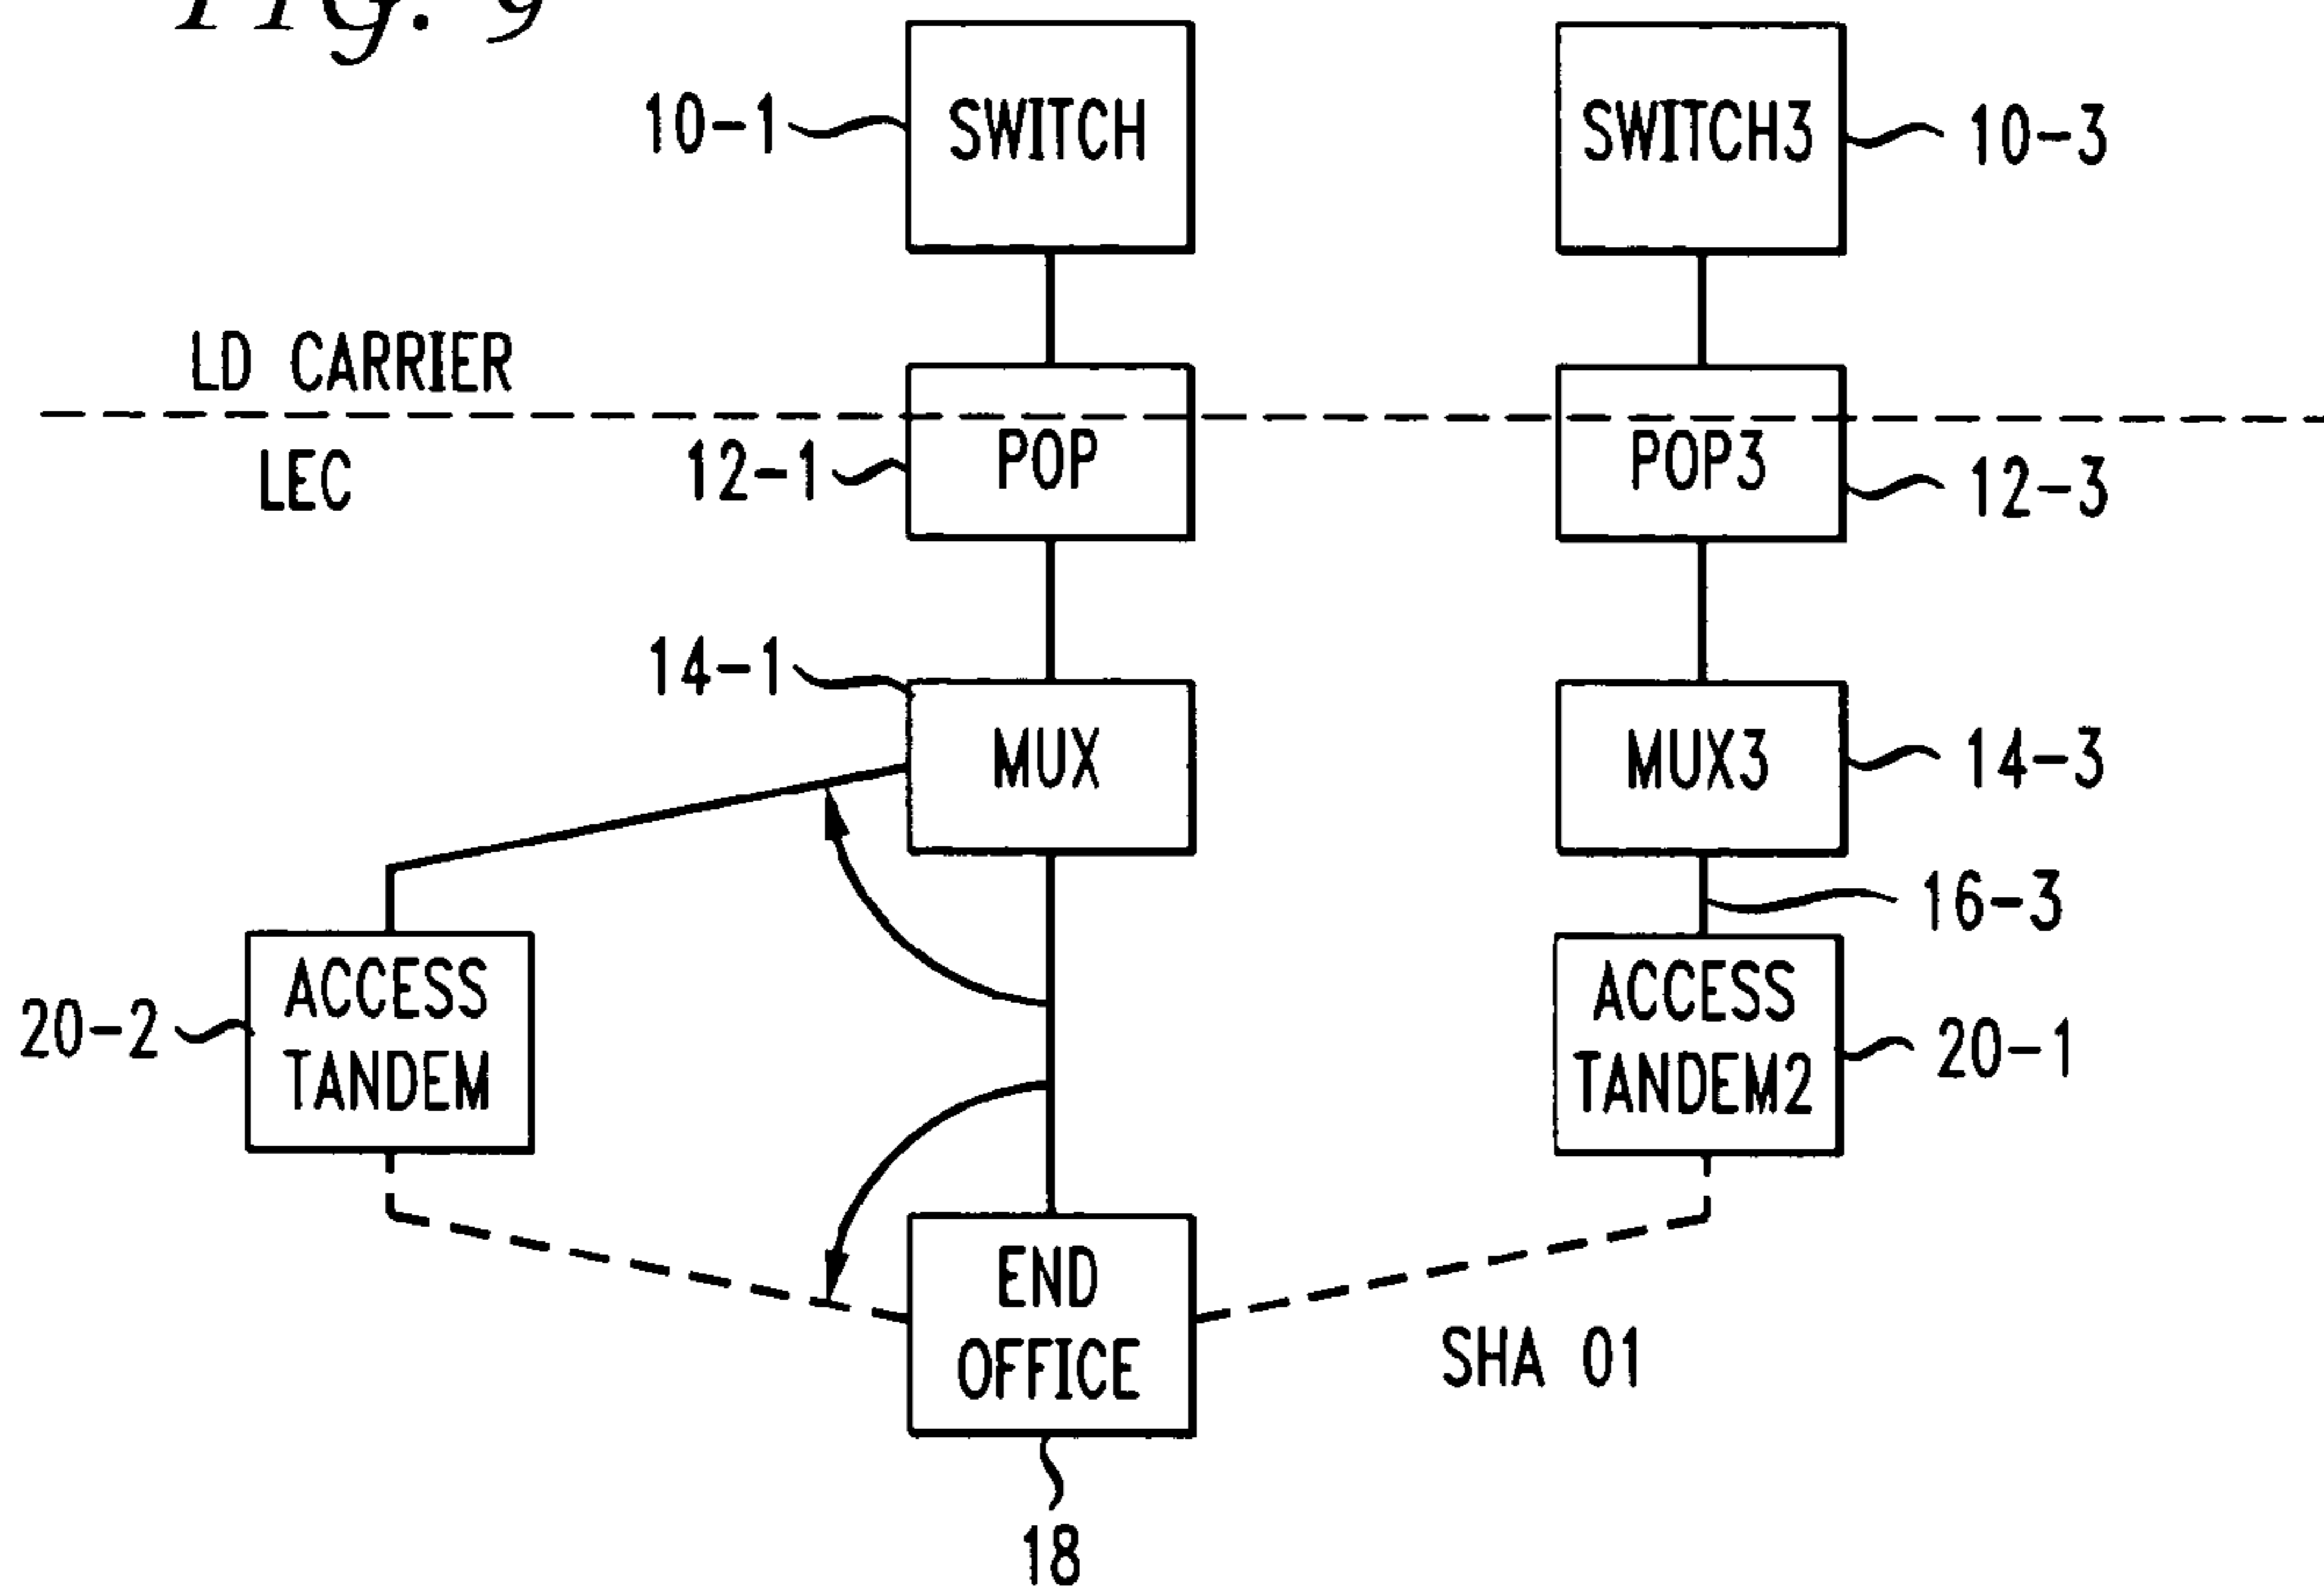 FIG. 9
10-1
SWITCH
SWITCH3
10-3
LD CARRIER
LEC
12-1
POP
POP3
12-3
14-1
MUX
MUX3
14-3
16-3
20-2
ACCESS
TANDEM
ACCESS
TANDEM2
20-1
END
OFFICE
SHA 01
18